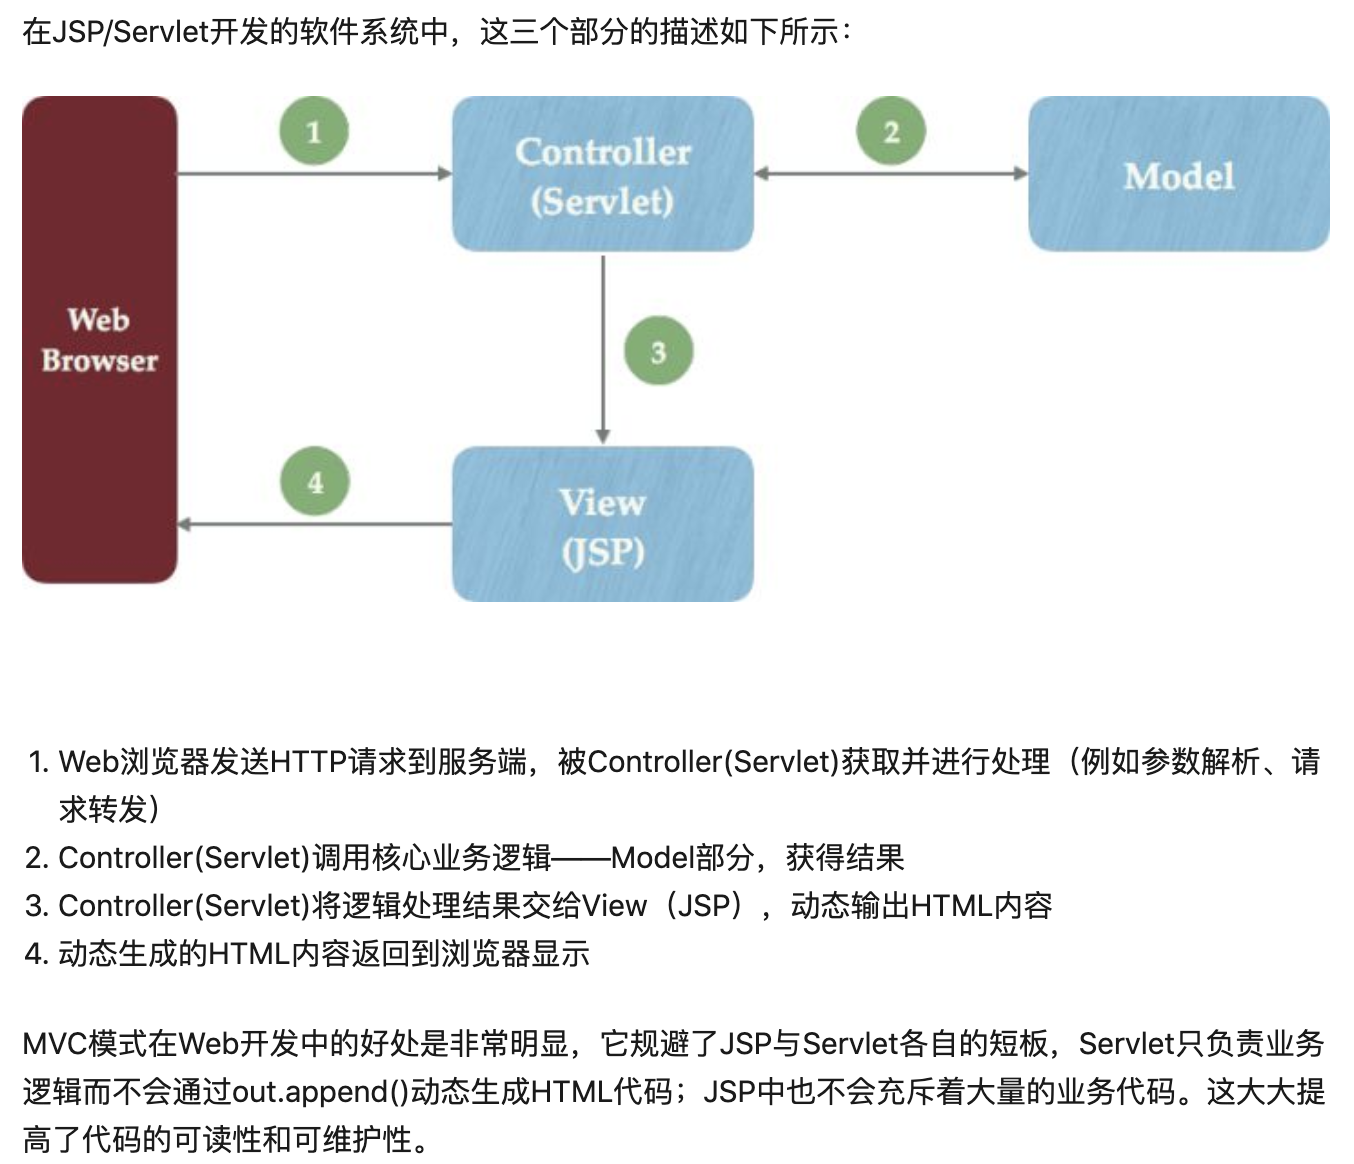 在JSP/Servlet开发的软件系统中，这三个部分的描述如下所示：
1
Controller
(Servlet)
2
Model
Web
Browser
3
4
View
(JSP)
1. Web浏览器发送HTTP请求到服务端，被Controller(Servlet)获取并进行处理（例如参数解析、请
求转发）
2. Controller(Servlet)调用核心业务逻辑——Model部分，获得结果
3. Controller(Servlet)将逻辑处理结果交给View（JSP），动态输出HTML内容
4. 动态生成的HTML内容返回到浏览器显示
MVC模式在Web开发中的好处是非常明显，它规避了JSP与Servlet各自的短板，Servlet只负责业务
逻辑而不会通过out.append()动态生成HTML代码；JSP中也不会充斥着大量的业务代码。这大大提
高了代码的可读性和可维护性。